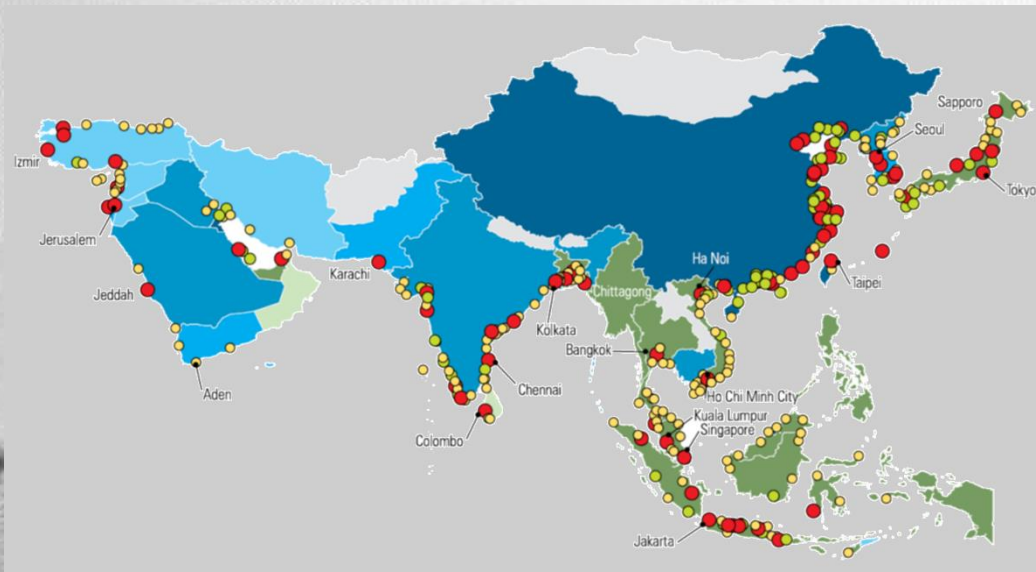 Sapporo
Seoul
Izmir
Tokyo
Jerusalem
Ha Noi
Karachi
Taipei
Jeddah
Chittagong
Kolkata
Bangkok
Aden
Chennai
Ho Chi Minh City
Kuala Lumpur
Colombo
Singapore
Jakarta